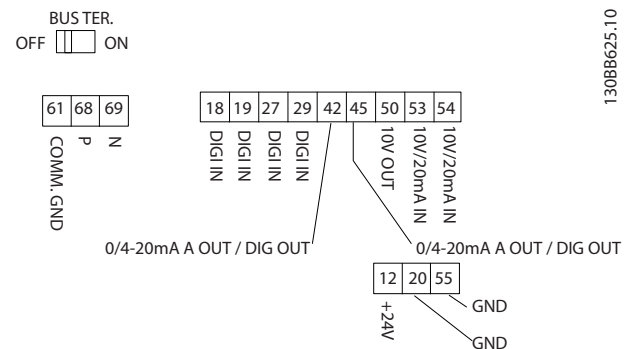 BUS TER.
OFF ON
130BB625.10
61 68 69
COMM. GND
P
N
18 19 27 29 42 45 50 53 54
DIGI IN
DIGI IN
DIGI IN
DIGI IN
10V OUT
10V/20mA IN
10V/20mA IN
0/4-20mA A OUT / DIG OUT
0/4-20mA A OUT / DIG OUT
12 20 55
+24V
GND
GND